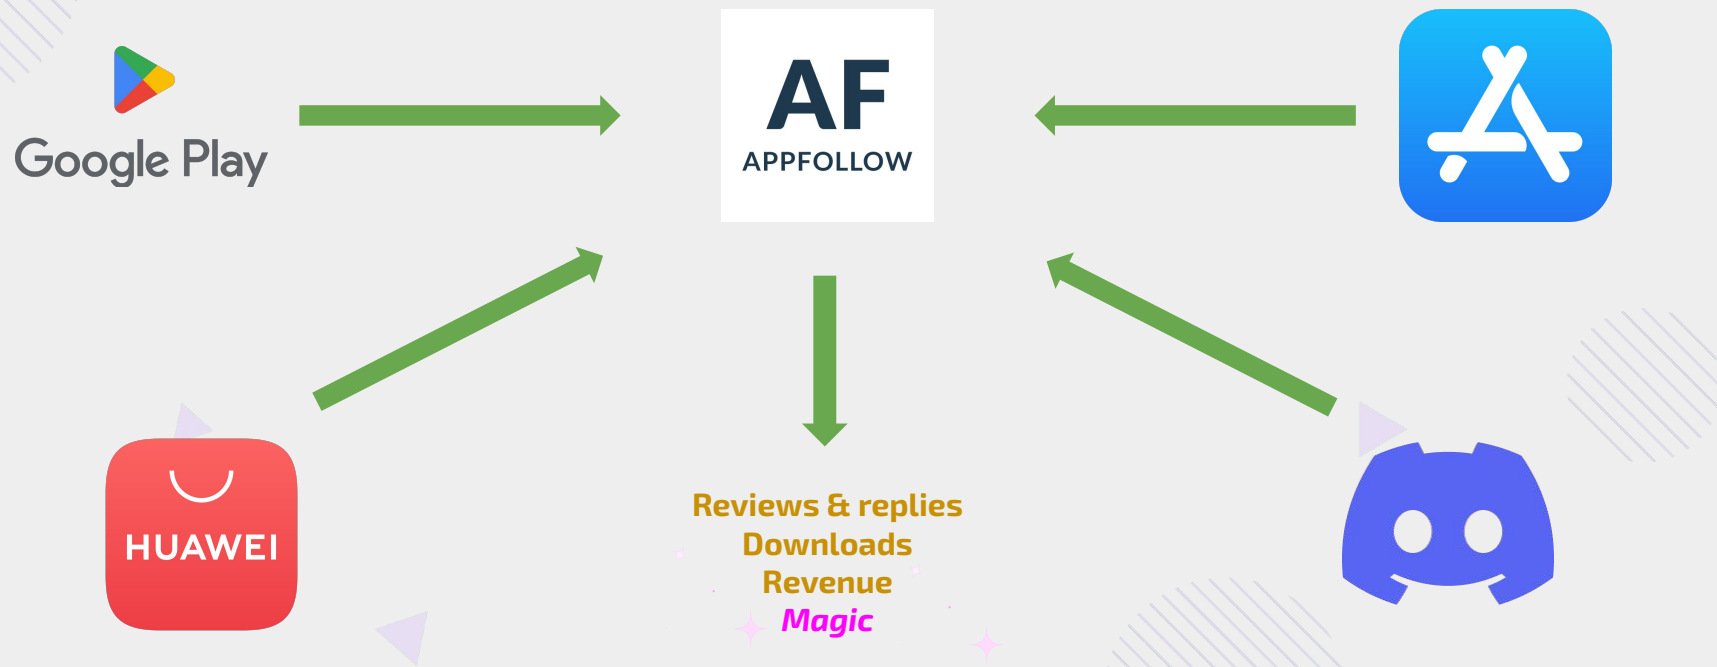 Google Play
AF
APPFOLLOW
HUAWEI
Reviews & replies
Downloads
Revenue
Magic